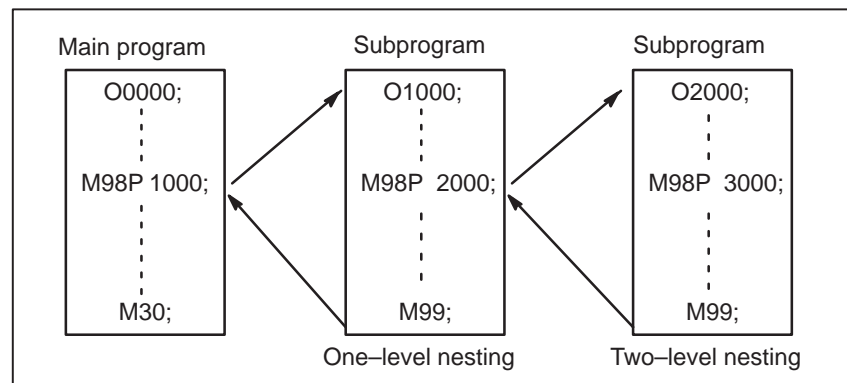 Main program
O0000;
M98P 1000;
M30;
Subprogram
O1000;
M98P 2000;
M99;
One–level nesting
Subprogram
O2000;
M98P 3000;
M99;
Two–level nesting